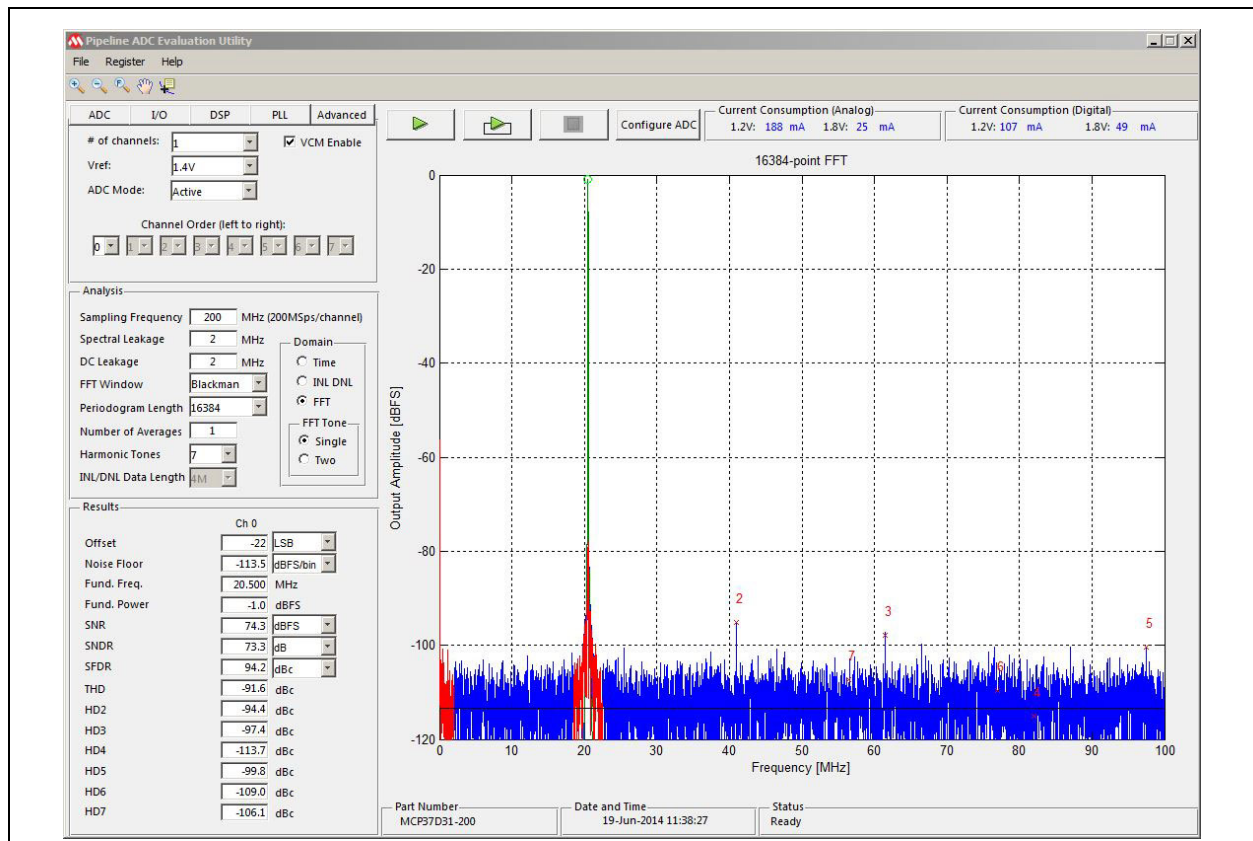 Pipeline ADC Evaluation Utility
File Register Help
ADC I/O DSP PLL Advanced
# of channels: 1 VCM Enable
Vref: 1.4V
ADC Mode: Active
Channel Order (left to right):
0 1 2 3 4 5 6 7
Configure ADC
Current Consumption (Analog)
1.2V: 188 mA 1.8V: 25 mA
Current Consumption (Digital)
1.2V: 107 mA 1.8V: 49 mA
Analysis
Sampling Frequency 200 MHz (200MSps/channel)
Spectral Leakage 2 MHz
DC Leakage 2 MHz
FFT Window Blackman
Periodogram Length 16384
Number of Averages 1
Harmonic Tones 7
INL/DNL Data Length 4M
Domain
Time
INL DNL
FFT
FFT Tone
Single
Two
Results
Ch 0
Offset -22 LSB
Noise Floor -113.5 dBFS/bin
Fund. Freq. 20.500 MHz
Fund. Power -1.0 dBFS
SNR 74.3 dBFS
SNDR 73.3 dB
SFDR 94.2 dBc
THD -91.6 dBc
HD2 -94.4 dBc
HD3 -97.4 dBc
HD4 -113.7 dBc
HD5 -99.8 dBc
HD6 -109.0 dBc
HD7 -106.1 dBc
16384-point FFT
Output Amplitude [dBFS]
0
-20
-40
-60
-80
-100
-120
2
3
5
7
6
4
0 10 20 30 40 50 60 70 80 90 100
Frequency [MHz]
Part Number
MCP37D31-200
Date and Time
19-Jun-2014 11:38:27
Status
Ready